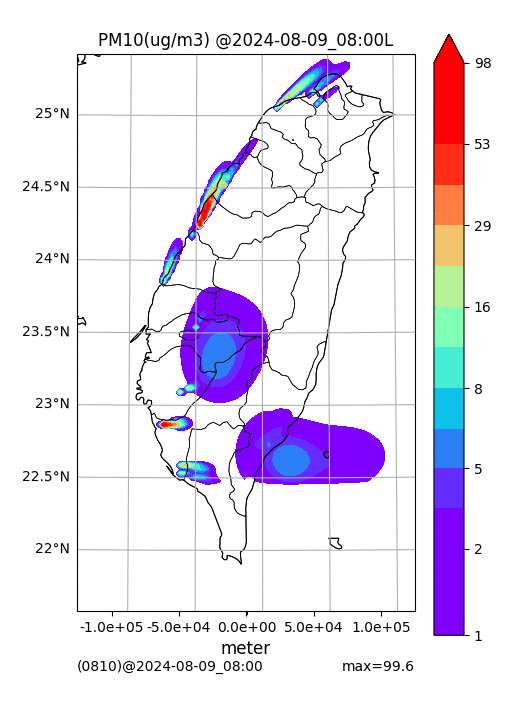 PM10(ug/m3) @2024-08-09_08:00L
98
53
29
16
8
5
2
1
25°N
24.5°N
24°N
23.5°N
23°N
22.5°N
22°N
-1.0e+05 -5.0e+04 0.0e+00 5.0e+04 1.0e+05
meter
(0810)@2024-08-09_08:00 max=99.6